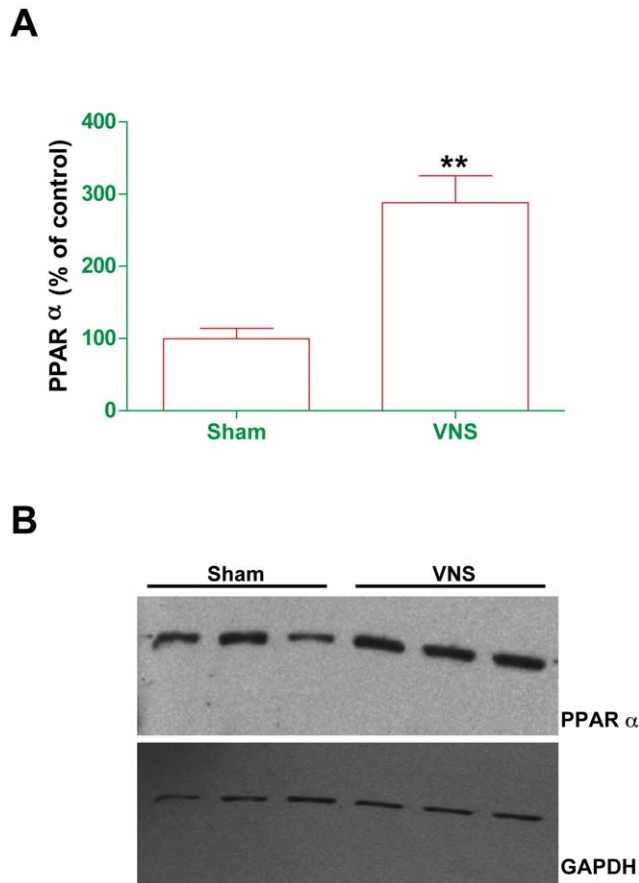 A
PPAR α (% of control)
400
300
200
100
0
**
Sham VNS
B
Sham VNS
PPAR α
GAPDH